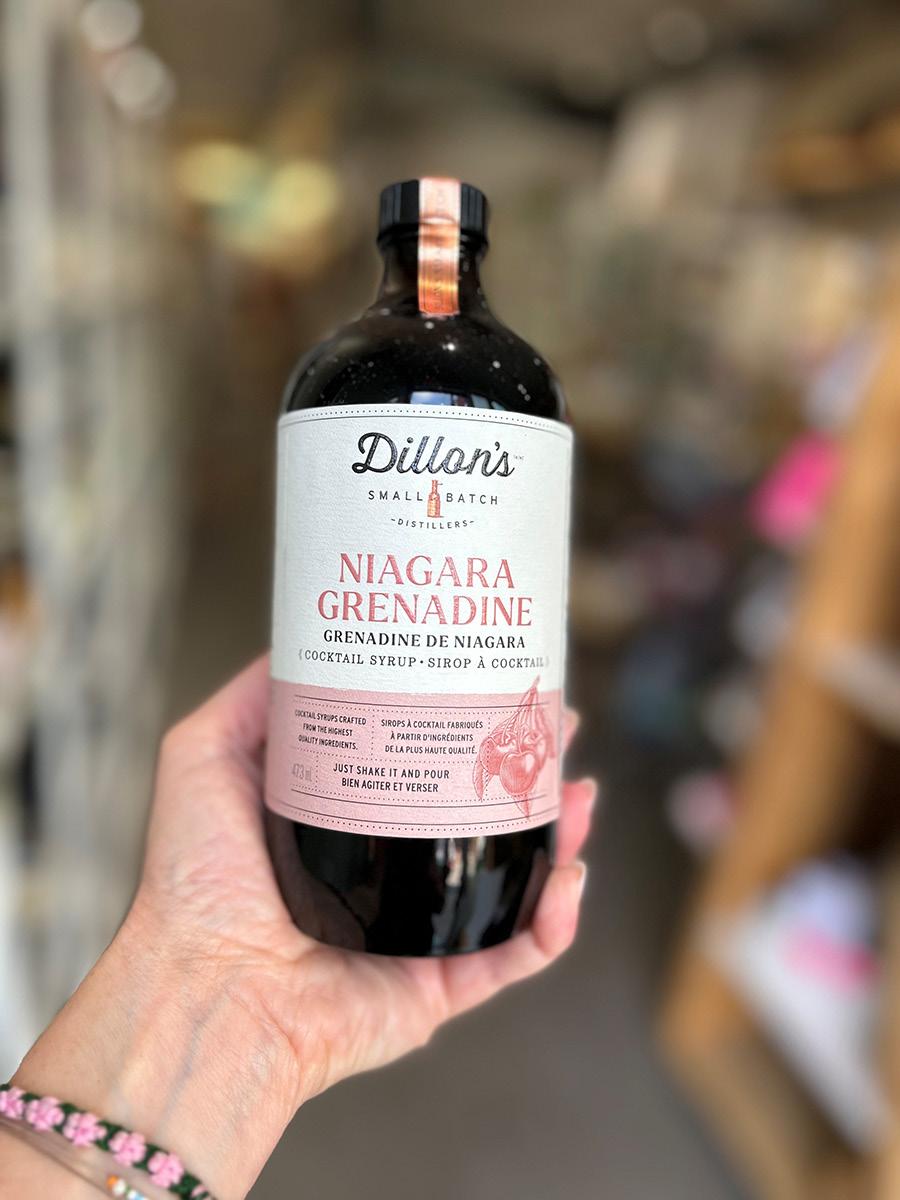 Dillon's
SMALL BATCH
-DISTILLERS-
NIAGARA
GRENADINE
GRENADINE DE NIAGARA
COCKTAIL SYRUP • SIROP À COCKTAIL
COCKTAIL SYRUPS CRAFTED
FROM THE HIGHEST
QUALITY INGREDIENTS.
SIROPS À COCKTAIL FABRIQUÉS
À PARTIR D'INGRÉDIENTS
DE LA PLUS HAUTE QUALITÉ.
473 mL
JUST SHAKE IT AND POUR
BIEN AGITER ET VERSER